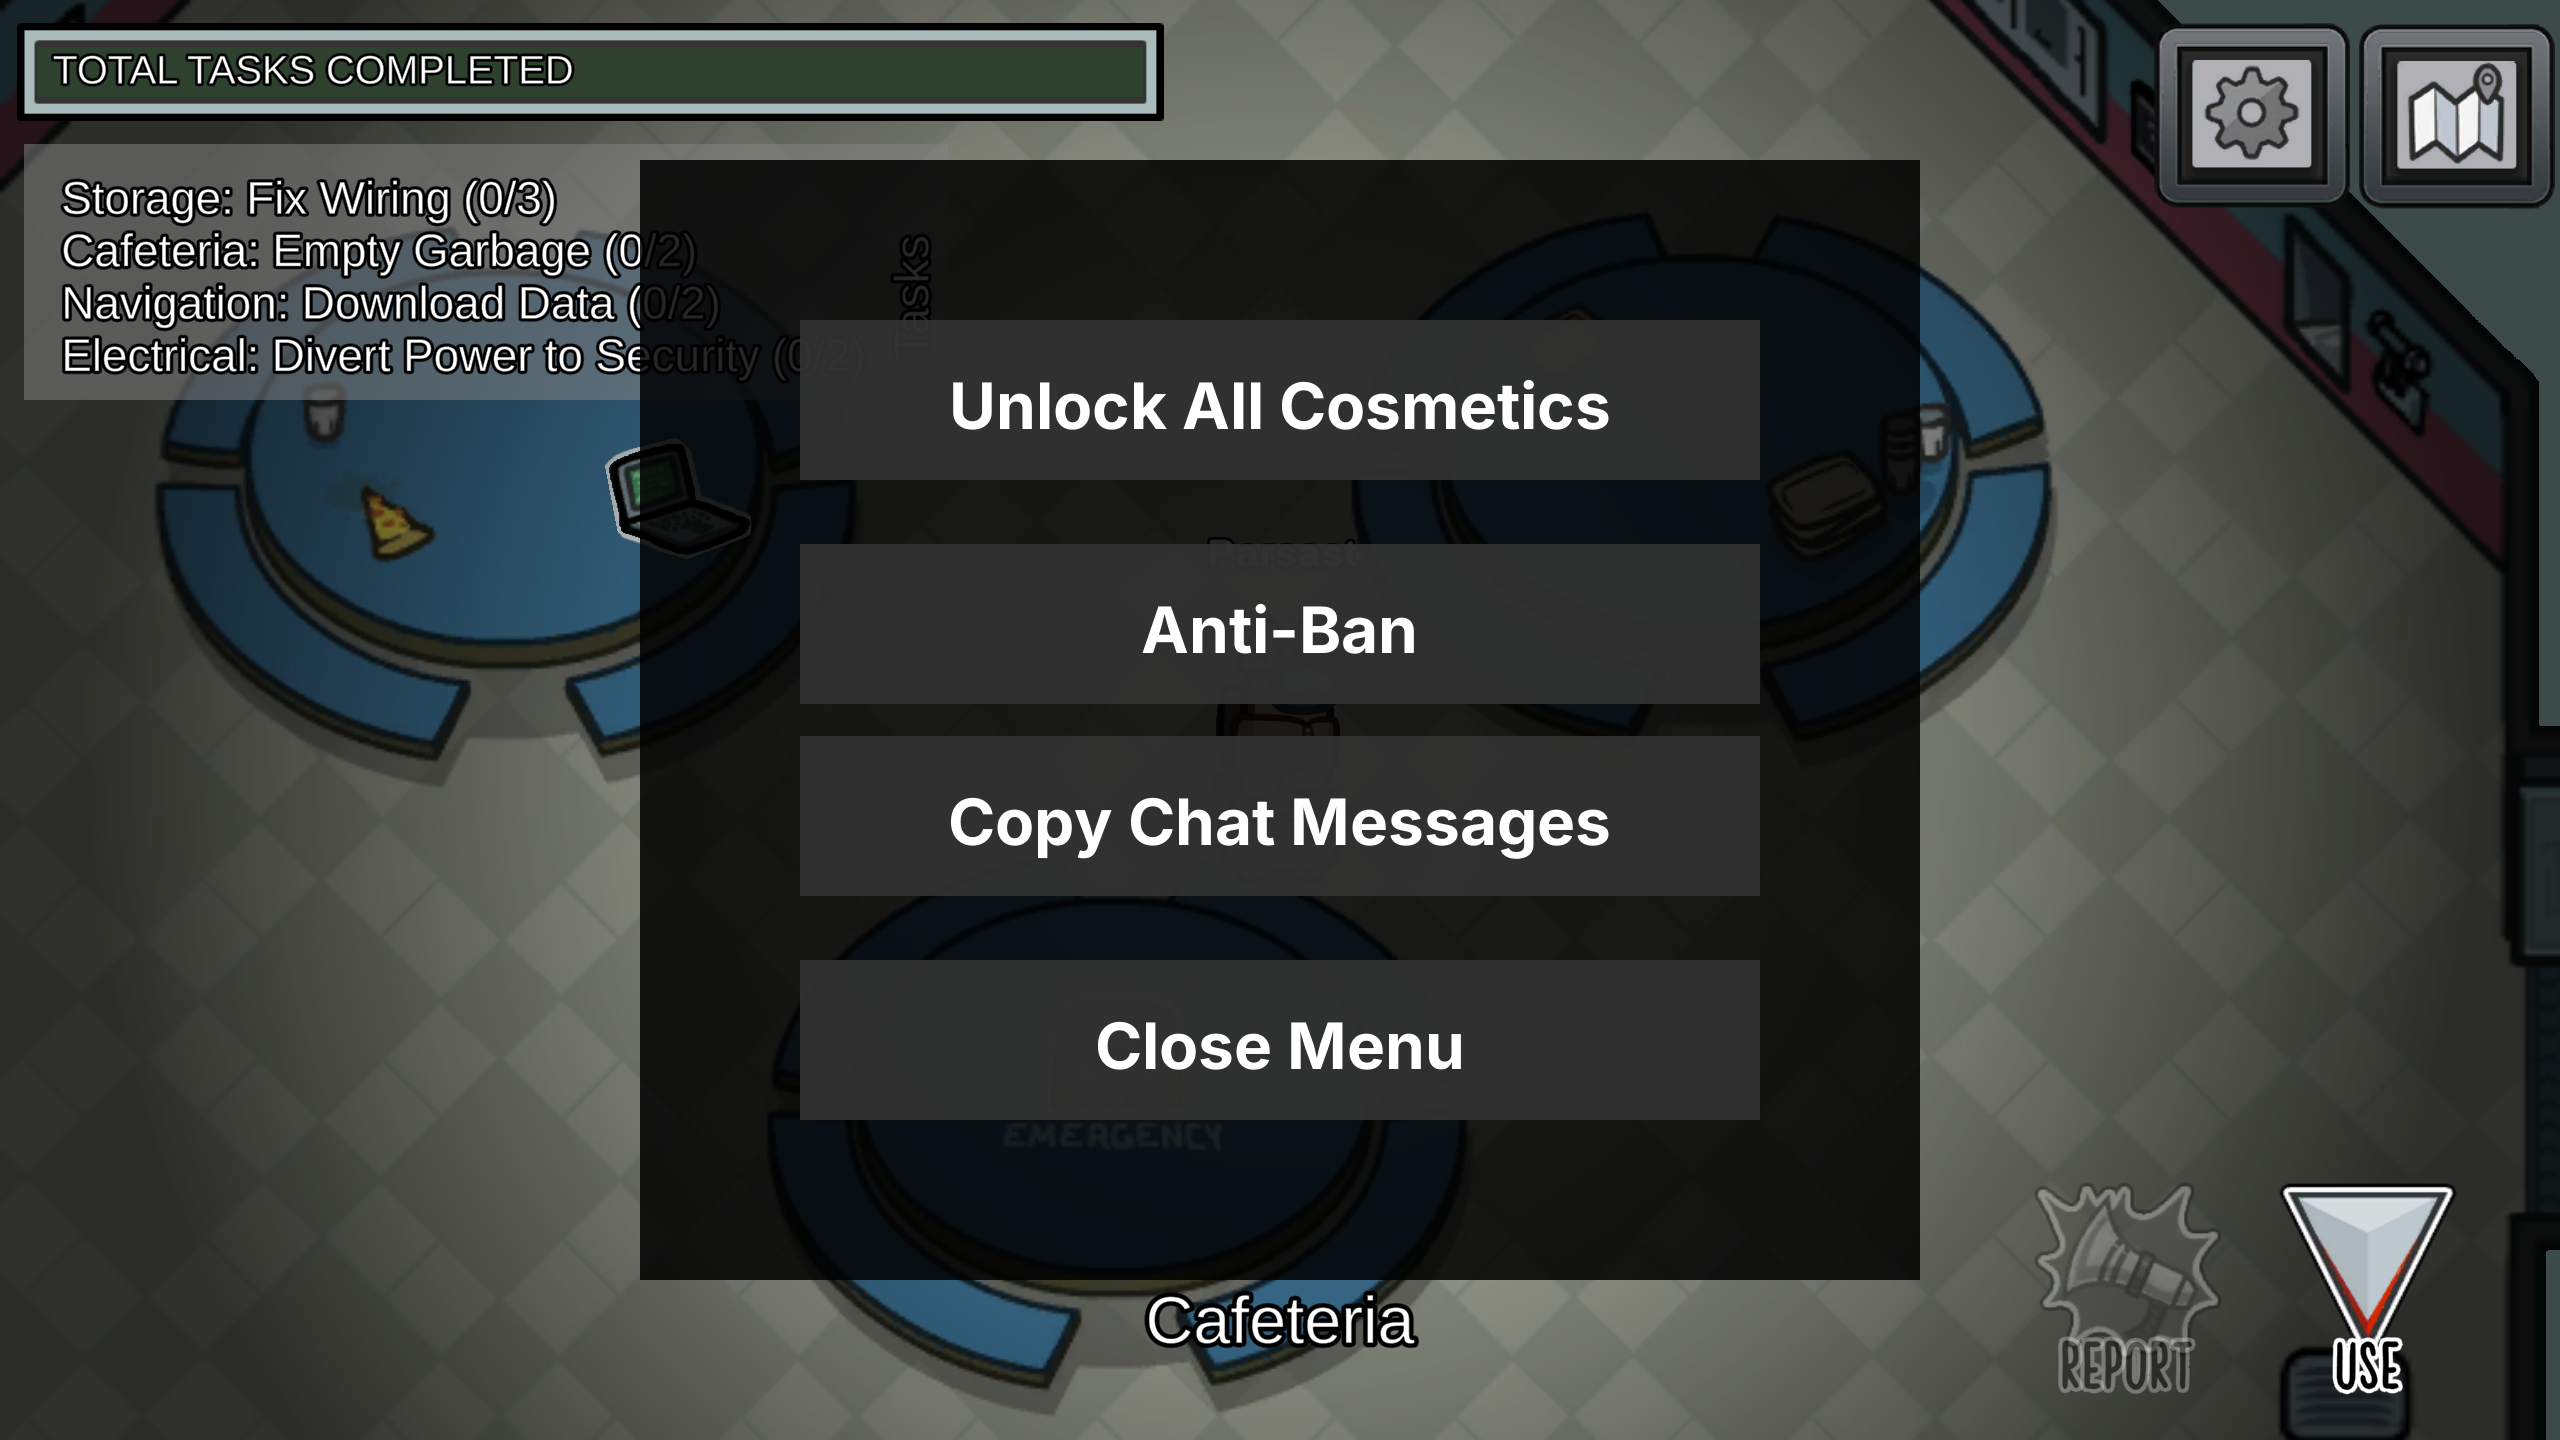 TOTAL TASKS COMPLETED
Storage: Fix Wiring (0/3)
Cafeteria: Empty Garbage (0/2)
Navigation: Download Data (0/2)
Electrical: Divert Power to Security (0/2)
Tasks
Unlock All Cosmetics
Parsast
Anti-Ban
Copy Chat Messages
Close Menu
EMERGENCY
Cafeteria
REPORT
USE